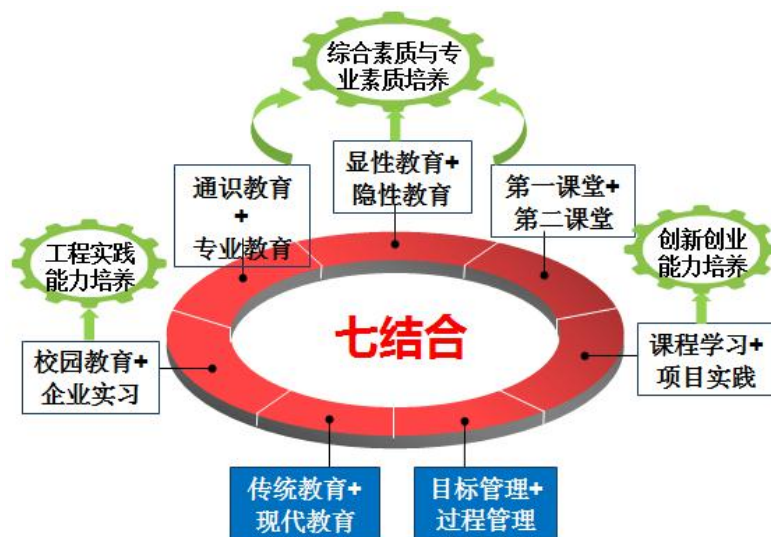 综合素质与专
业素质培养
显性教育+
隐性教育
通识教育
+
专业教育
第一课堂+
第二课堂
工程实践
能力培养
创新创业
能力培养
七结合
校园教育+
企业实习
课程学习+
项目实践
传统教育+
现代教育
目标管理+
过程管理